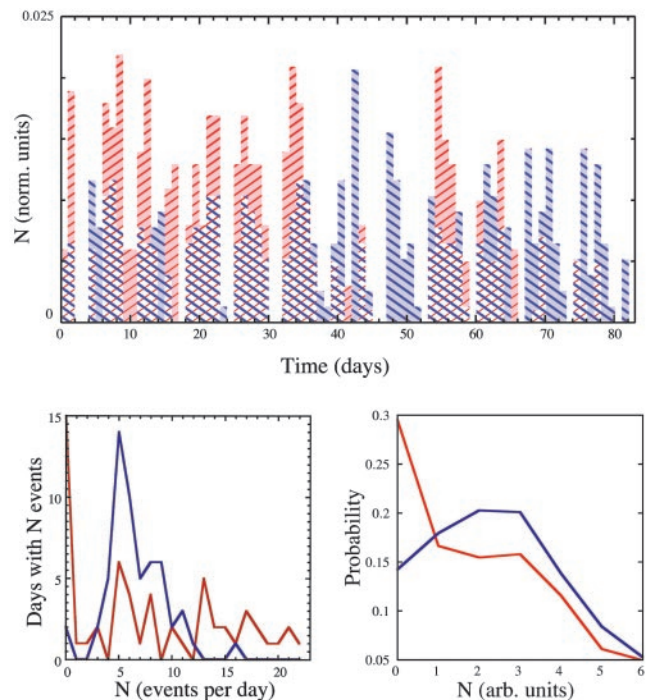 0.025
N (norm. units)
0
0 10 20 30 40 50 60 70 80
Time (days)
15
10
5
0
Days with N events
0 5 10 15 20
N (events per day)
0.3
0.25
0.2
0.15
0.1
0.05
Probability
0 1 2 3 4 5 6
N (arb. units)